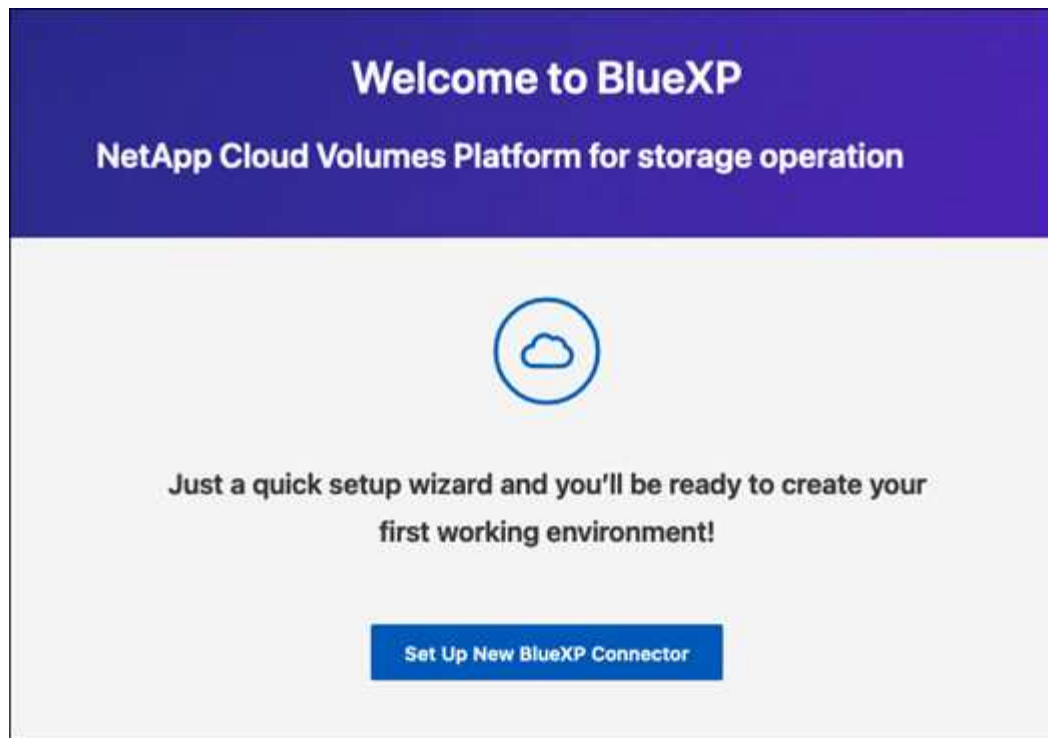 Welcome to BlueXP
NetApp Cloud Volumes Platform for storage operation
Just a quick setup wizard and you'll be ready to create your
first working environment!
Set Up New BlueXP Connector